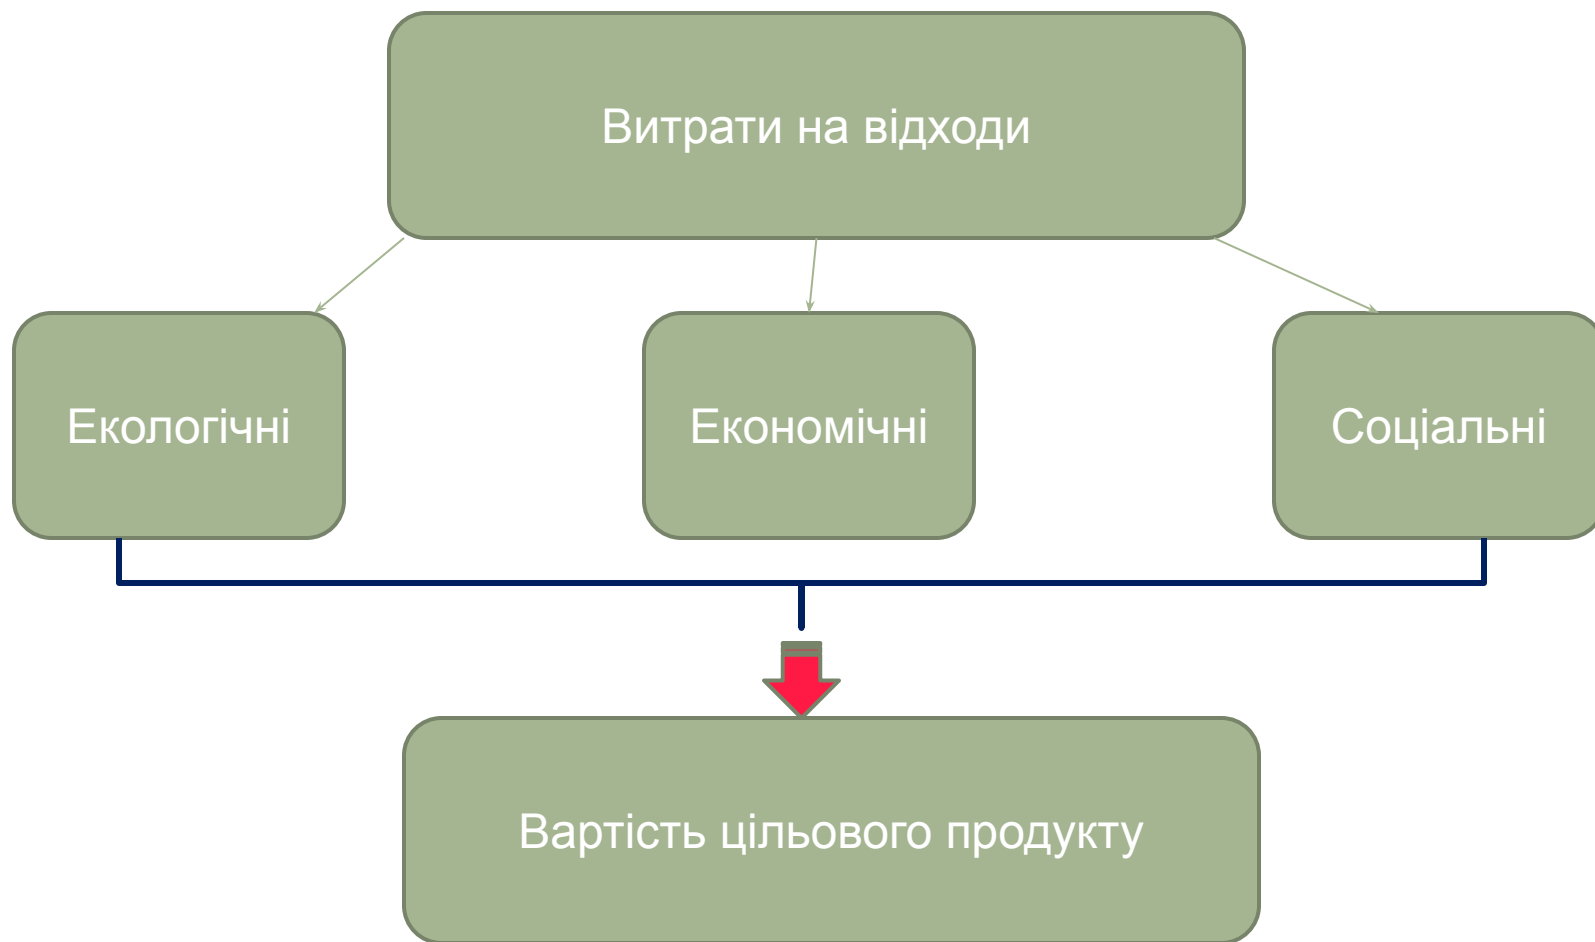 Витрати на відходи
Екологічні
Економічні
Соціальні
Вартість цільового продукту